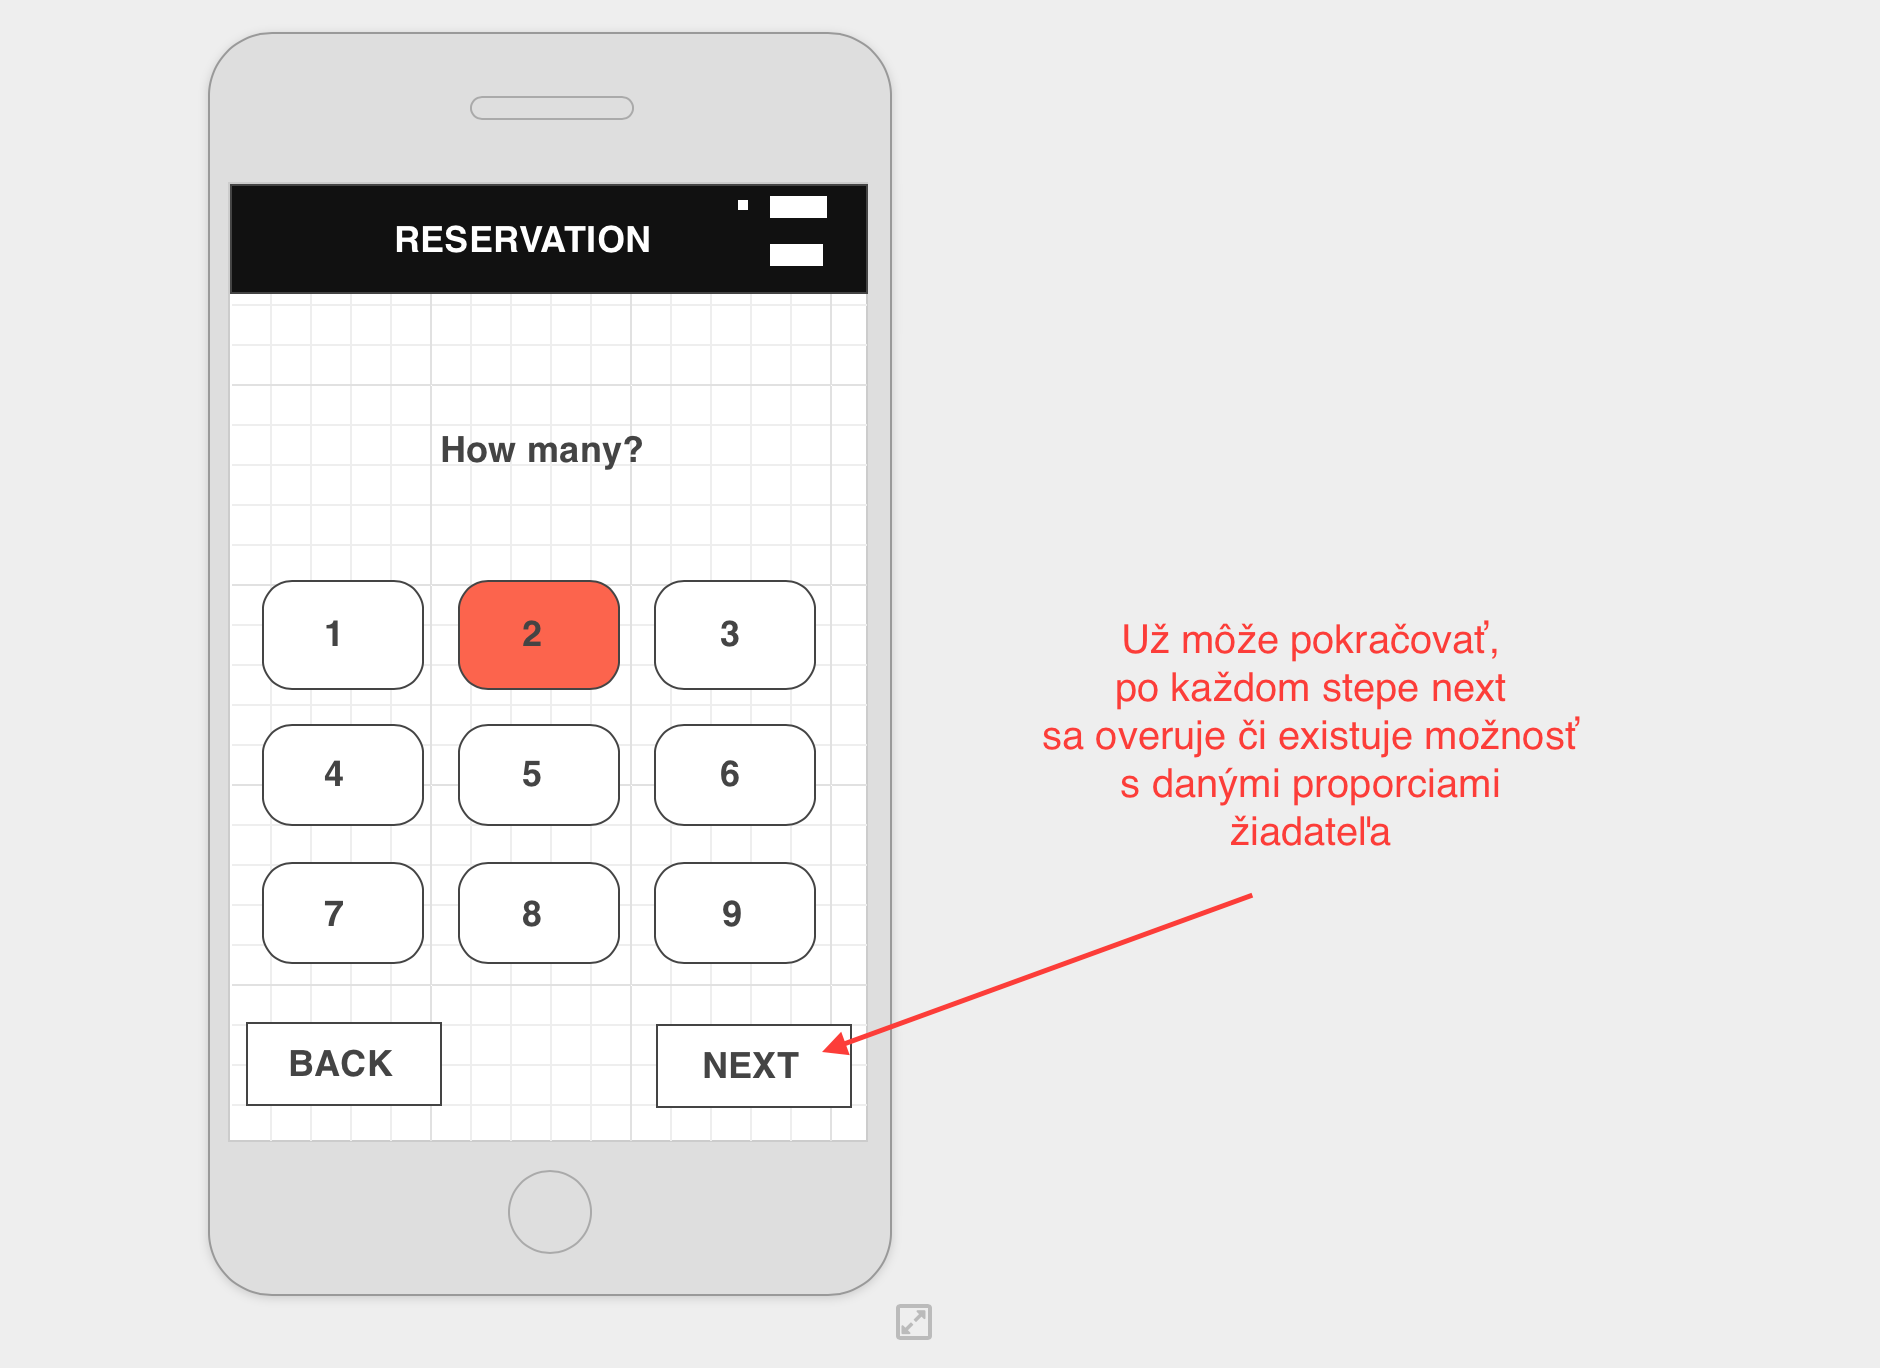 RESERVATION
How many?
1 2 3
4 5 6
7 8 9
BACK NEXT
Už môže pokračovať,
po každom stepe next
sa overuje či existuje možnosť
s danými proporciami
žiadateľa